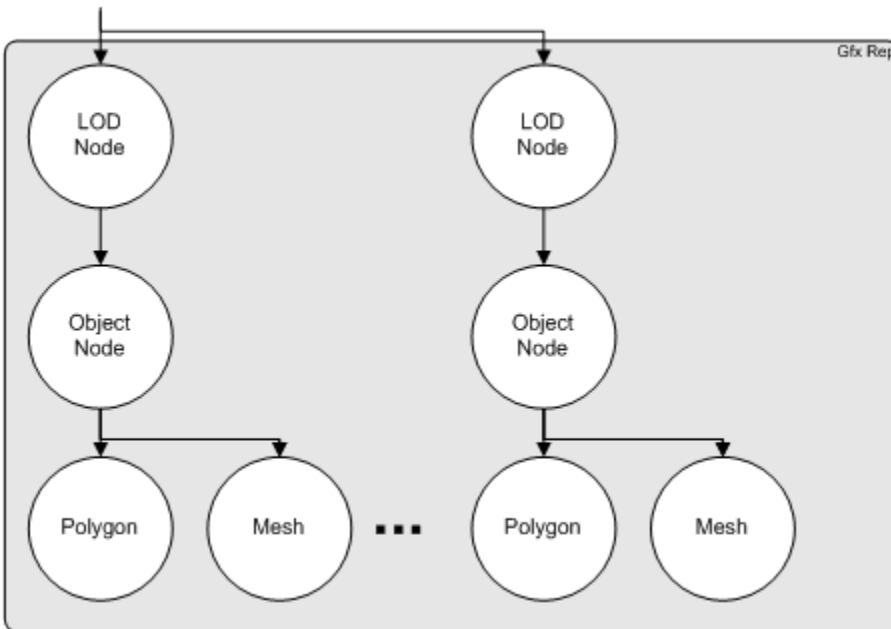 Gfx Rep
LOD
Node
LOD
Node
Object
Node
Object
Node
Polygon
Mesh
Polygon
Mesh